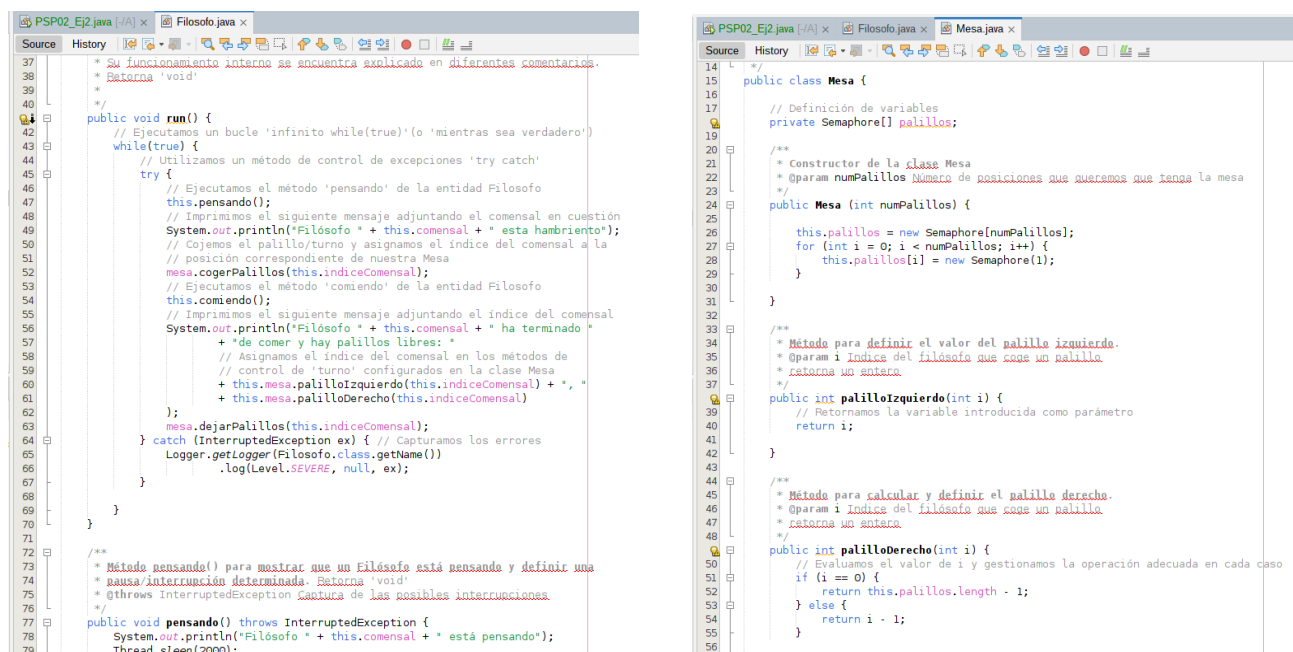 PSP02_Ej2.java [-/A] × Filosofo.java ×
Source History
37 * Su funcionamiento interno se encuentra explicado en diferentes comentarios.
38 * Retorna 'void'
39 *
40 */
public void run() {
42 // Ejecutamos un bucle 'infinito while(true)'(o 'mientras sea verdadero')
43 while(true) {
44 // Utilizamos un método de control de excepciones 'try catch'
45 try {
46 // Ejecutamos el método 'pensando' de la entidad Filosofo
47 this.pensando();
48 // Imprimimos el siguiente mensaje adjuntando el comensal en cuestión
49 System.out.println("Filósofo " + this.comensal + " esta hambriento");
50 // Cojemos el palillo/turno y asignamos el índice del comensal a la
51 // posición correspondiente de nuestra Mesa
52 mesa.cogerPalillos(this.indiceComensal);
53 // Ejecutamos el método 'comiendo' de la entidad Filosofo
54 this.comiendo();
55 // Imprimimos el siguiente mensaje adjuntando el índice del comensal
56 System.out.println("Filósofo " + this.comensal + " ha terminado "
57 + "de comer y hay palillos libres: "
58 // Asignamos el índice del comensal en los métodos de
59 // control de 'turno' configurados en la clase Mesa
60 + this.mesa.palilloIzquierdo(this.indiceComensal) + ", "
61 + this.mesa.palilloDerecho(this.indiceComensal)
62 );
63 mesa.dejarPalillos(this.indiceComensal);
64 } catch (InterruptedException ex) { // Capturamos los errores
65 Logger.getLogger(Filosofo.class.getName())
66 .log(Level.SEVERE, null, ex);
67 }
68
69 }
70 }
71
72 /**
73 * Método pensando() para mostrar que un Filósofo está pensando y definir una
74 * pausa/interrupción determinada. Retorna 'void'
75 * @throws InterruptedException Captura de las posibles interrupciones
76 */
77 public void pensando() throws InterruptedException {
78 System.out.println("Filósofo " + this.comensal + " está pensando");
79 Thread.sleep(2000);
PSP02_Ej2.java [-/A] × Filosofo.java × Mesa.java ×
Source History
14 */
15 public class Mesa {
16
17 // Definición de variables
private Semaphore[] palillos;
19
20 /**
21 * Constructor de la clase Mesa
22 * @param numPalillos Número de posiciones que queremos que tenga la mesa
23 */
24 public Mesa (int numPalillos) {
25
26 this.palillos = new Semaphore[numPalillos];
27 for (int i = 0; i < numPalillos; i++) {
28 this.palillos[i] = new Semaphore(1);
29 }
30
31 }
32
33 /**
34 * Método para definir el valor del palillo izquierdo.
35 * @param i Indice del filósofo que coge un palillo
36 * retorna un entero
37 */
public int palilloIzquierdo(int i) {
39 // Retornamos la variable introducida como parámetro
40 return i;
41
42 }
43
44 /**
45 * Método para calcular y definir el palillo derecho.
46 * @param i Indice del filósofo que coge un palillo
47 * retorna un entero
48 */
public int palilloDerecho(int i) {
50 // Evaluamos el valor de i y gestionamos la operación adecuada en cada caso
51 if (i == 0) {
52 return this.palillos.length - 1;
53 } else {
54 return i - 1;
55 }
56